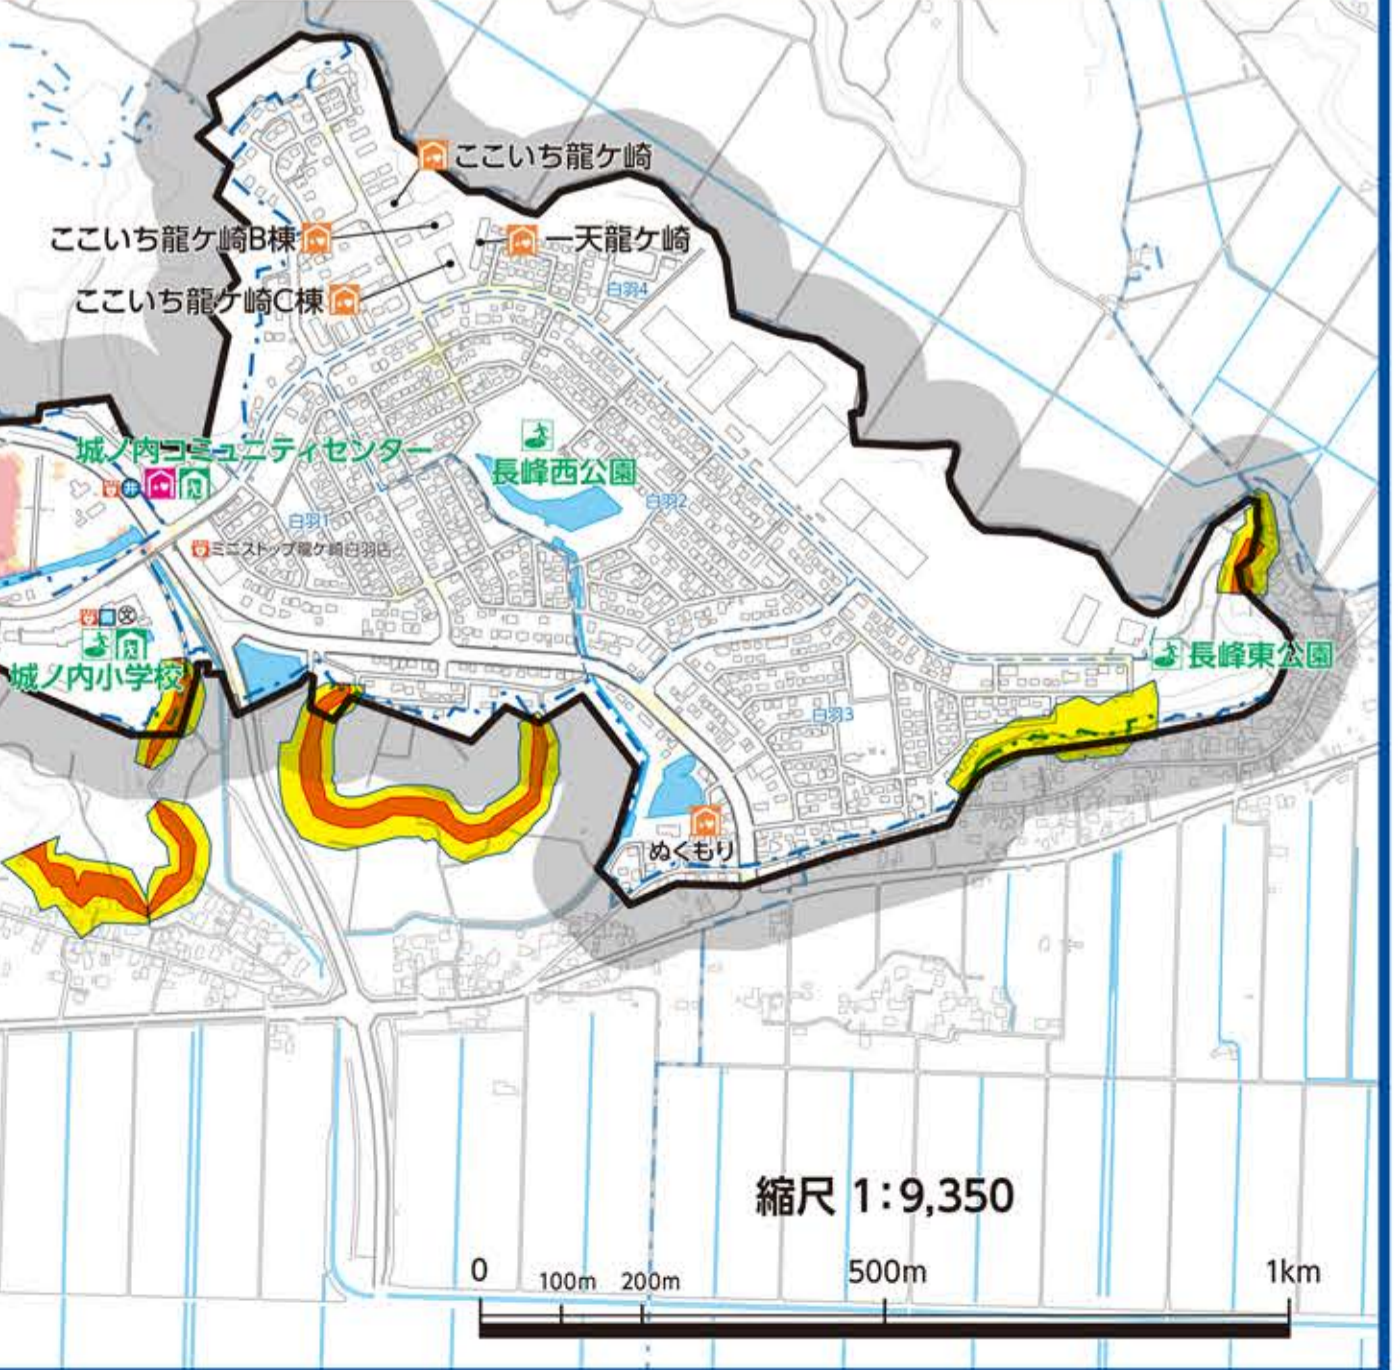 ここいち龍ケ崎
ここいち龍ケ崎B棟
一天龍ケ崎
ここいち龍ケ崎C棟
白羽4
城ノ内コミュニティセンター
長峰西公園
井
白羽2
白羽1
ミニストップ龍ケ崎白羽店
文
長峰東公園
城ノ内小学校
白羽3
ぬくもり
縮尺 1:9,350
0 100m 200m 500m 1km